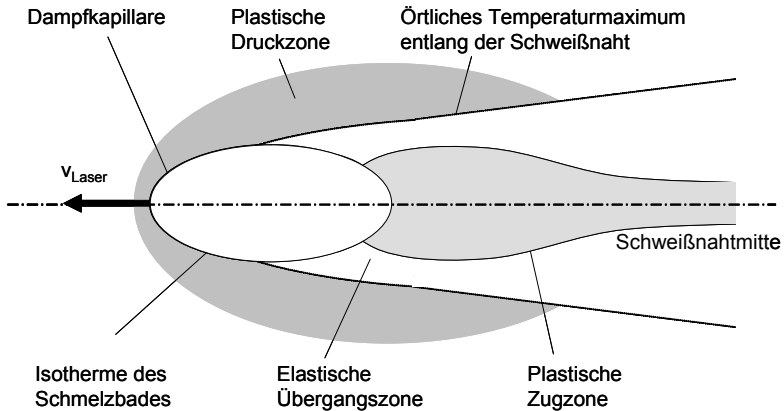 Dampfkapillare
Plastische
Druckzone
Örtliches Temperaturmaximum
entlang der Schweißnaht
vLaser
Schweißnahtmitte
Isotherme des
Schmelzbades
Elastische
Übergangszone
Plastische
Zugzone